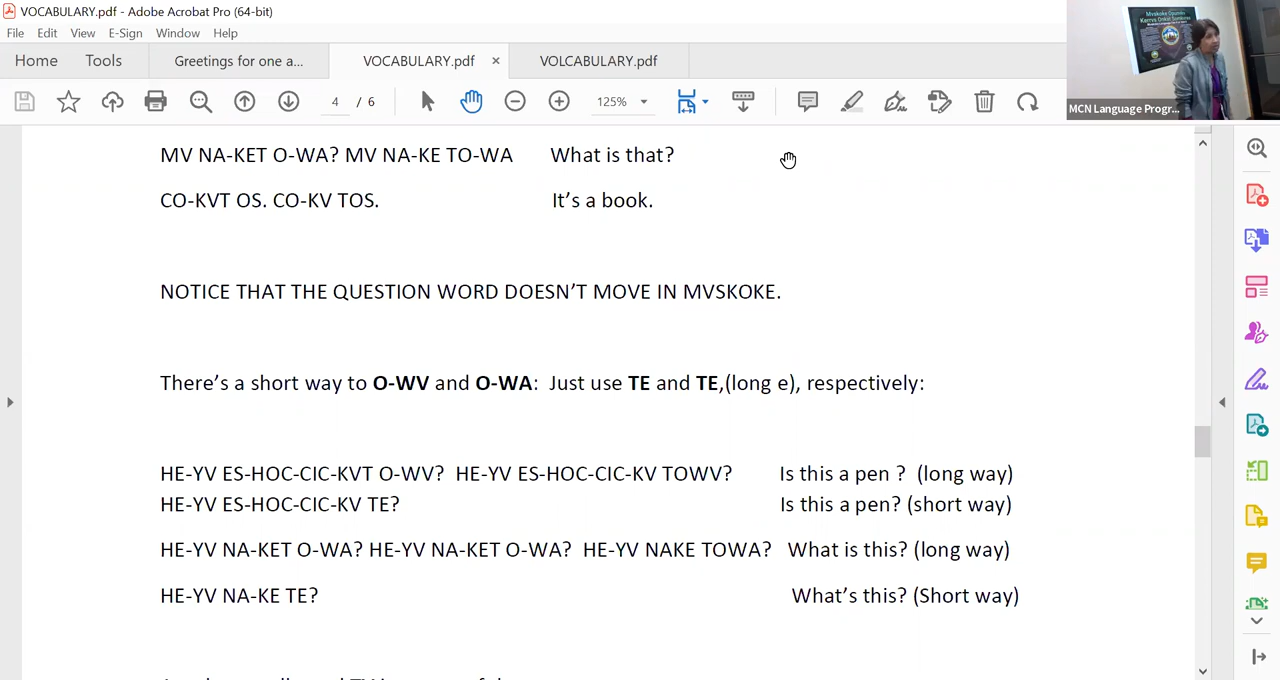 VOCABULARY.pdf - Adobe Acrobat Pro (64-bit)
File Edit View E-Sign Window Help
Home Tools Greetings for one a... VOCABULARY.pdf × VOLCABULARY.pdf
4 / 6 125%
MCN Language Progr...
MV NA-KET O-WA? MV NA-KE TO-WA What is that?
CO-KVT OS. CO-KV TOS. It's a book.
NOTICE THAT THE QUESTION WORD DOESN'T MOVE IN MVSKOKE.
There's a short way to O-WV and O-WA: Just use TE and TE,(long e), respectively:
HE-YV ES-HOC-CIC-KVT O-WV? HE-YV ES-HOC-CIC-KV TOWV? Is this a pen ? (long way)
HE-YV ES-HOC-CIC-KV TE? Is this a pen? (short way)
HE-YV NA-KET O-WA? HE-YV NA-KET O-WA? HE-YV NAKE TOWA? What is this? (long way)
HE-YV NA-KE TE? What's this? (Short way)